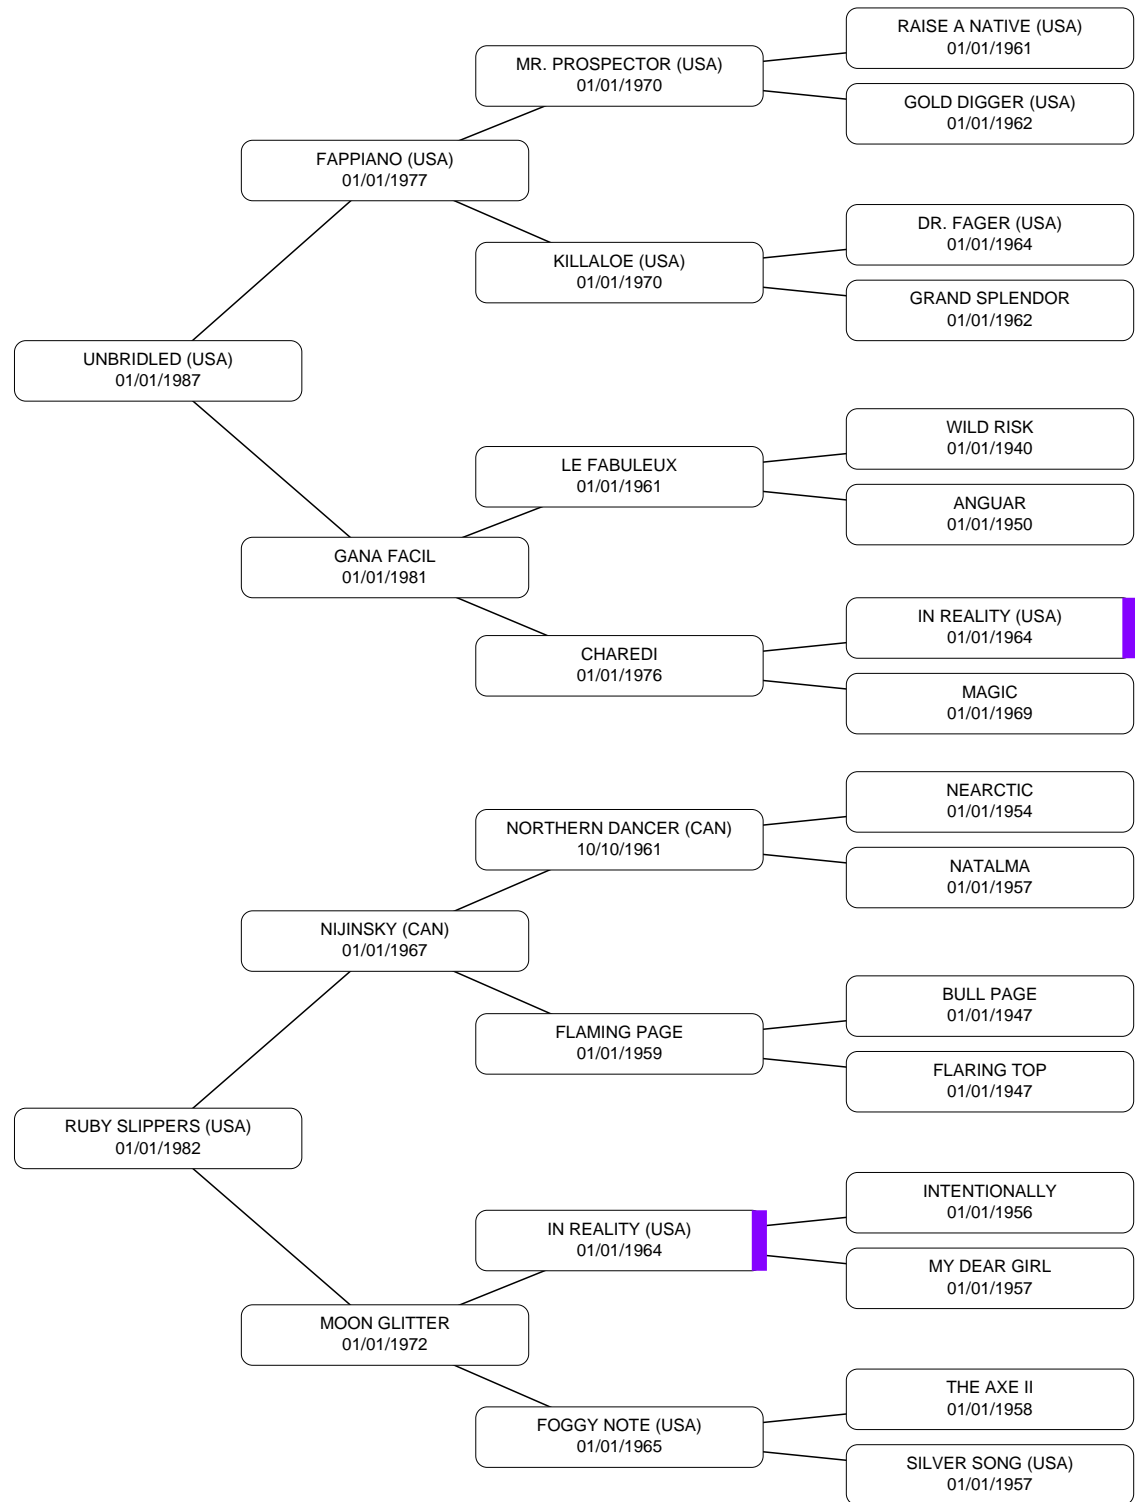 RAISE A NATIVE (USA)
01/01/1961
MR. PROSPECTOR (USA)
01/01/1970
GOLD DIGGER (USA)
01/01/1962
FAPPIANO (USA)
01/01/1977
DR. FAGER (USA)
01/01/1964
KILLALOE (USA)
01/01/1970
GRAND SPLENDOR
01/01/1962
UNBRIDLED (USA)
01/01/1987
WILD RISK
01/01/1940
LE FABULEUX
01/01/1961
ANGUAR
01/01/1950
GANA FACIL
01/01/1981
IN REALITY (USA)
01/01/1964
CHAREDI
01/01/1976
MAGIC
01/01/1969
NEARCTIC
01/01/1954
NORTHERN DANCER (CAN)
10/10/1961
NATALMA
01/01/1957
NIJINSKY (CAN)
01/01/1967
BULL PAGE
01/01/1947
FLAMING PAGE
01/01/1959
FLARING TOP
01/01/1947
RUBY SLIPPERS (USA)
01/01/1982
INTENTIONALLY
01/01/1956
IN REALITY (USA)
01/01/1964
MY DEAR GIRL
01/01/1957
MOON GLITTER
01/01/1972
THE AXE II
01/01/1958
FOGGY NOTE (USA)
01/01/1965
SILVER SONG (USA)
01/01/1957